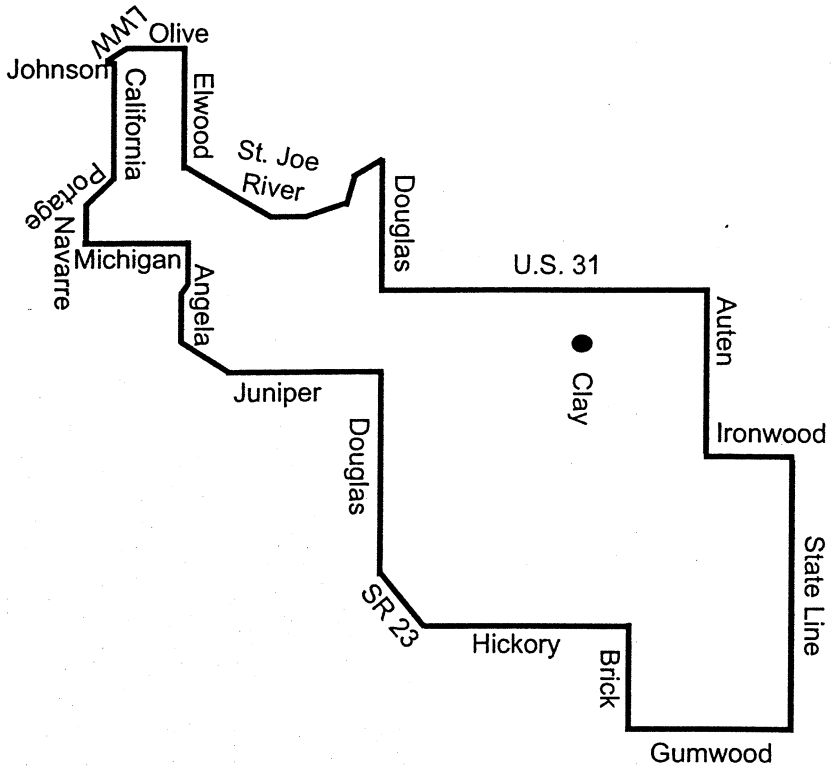 LWW
Olive
Johnson
California
Elwood
St. Joe
River
Portage
Navarre
Michigan
Angela
Douglas
U.S. 31
Auten
Clay
Juniper
Douglas
Ironwood
State Line
SR 23
Hickory
Brick
Gumwood